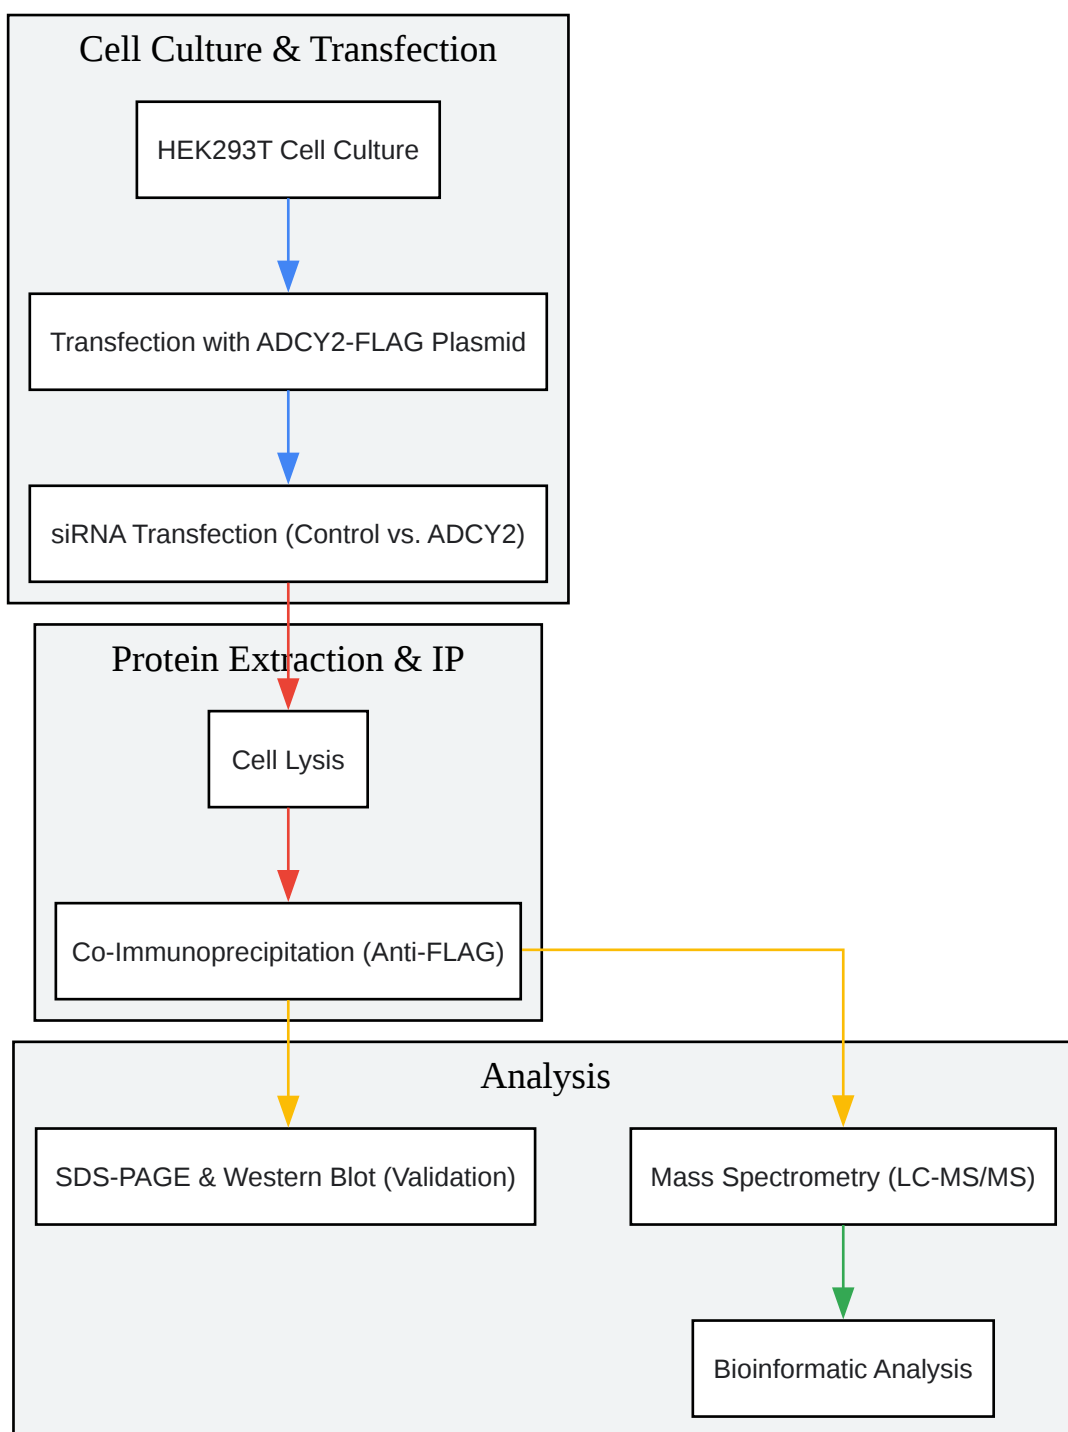 Cell Culture & Transfection
HEK293T Cell Culture
Transfection with ADCY2-FLAG Plasmid
siRNA Transfection (Control vs. ADCY2)
Protein Extraction & IP
Cell Lysis
Co-Immunoprecipitation (Anti-FLAG)
Analysis
SDS-PAGE & Western Blot (Validation)
Mass Spectrometry (LC-MS/MS)
Bioinformatic Analysis